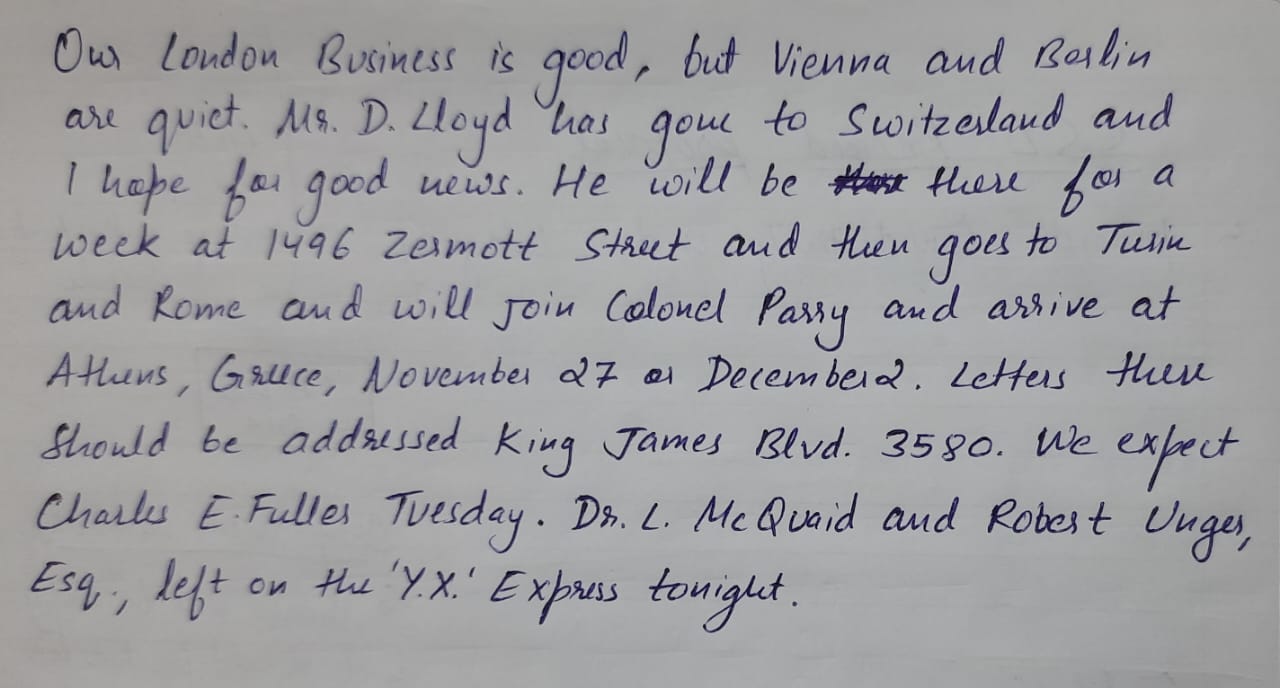 Our London Business is good, but Vienna and Berlin
are quiet. Mr. D. Lloyd has gone to Switzerland and
I hope for good news. He will be there for a
week at 1496 Zermott Street and then goes to Turin
and Rome and will join Colonel Parry and arrive at
Athens, Greece, November 27 or December 2. Letters there
Should be addressed King James Blvd. 3580. We expect
Charles E. Fuller Tuesday. Dr. L. McQuaid and Robert Unger,
Esq., left on the 'Y.X.' Express tonight.